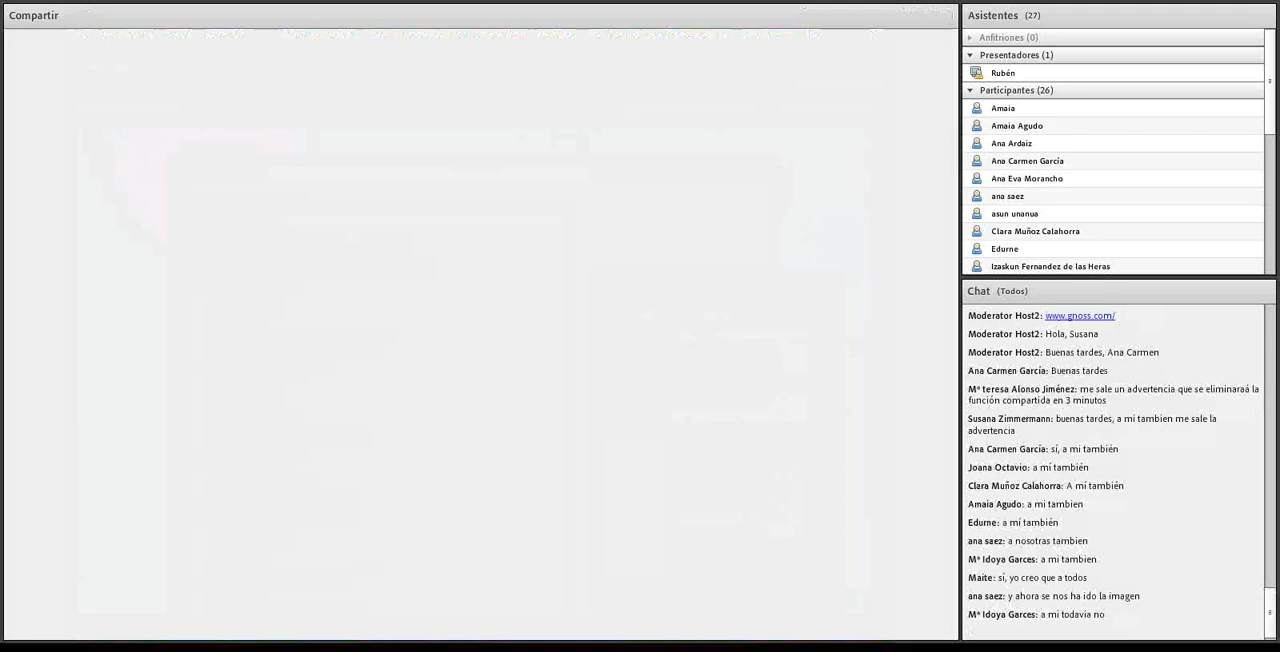 Compartir
Asistentes (27)
Anfitriones (0)
Presentadores (1)
Rubén
Participantes (26)
Amaia
Amaia Agudo
Ana Ardaiz
Ana Carmen García
Ana Eva Morancho
ana saez
asun unanua
Clara Muñoz Calahorra
Edurne
Izaskun Fernandez de las Heras
Chat (Todos)
Moderator Host2: www.gnoss.com/
Moderator Host2: Hola, Susana
Moderator Host2: Buenas tardes, Ana Carmen
Ana Carmen García: Buenas tardes
Mª teresa Alonso Jiménez: me sale un advertencia que se eliminaraá la
función compartida en 3 minutos
Susana Zimmermann: buenas tardes, a mi tambien me sale la
advertencia
Ana Carmen García: sí, a mi también
Joana Octavio: a mí también
Clara Muñoz Calahorra: A mí también
Amaia Agudo: a mi tambien
Edurne: a mí también
ana saez: a nosotras tambien
Mª Idoya Garces: a mi tambien
Maite: sí, yo creo que a todos
ana saez: y ahora se nos ha ido la imagen
Mª Idoya Garces: a mi todavia no